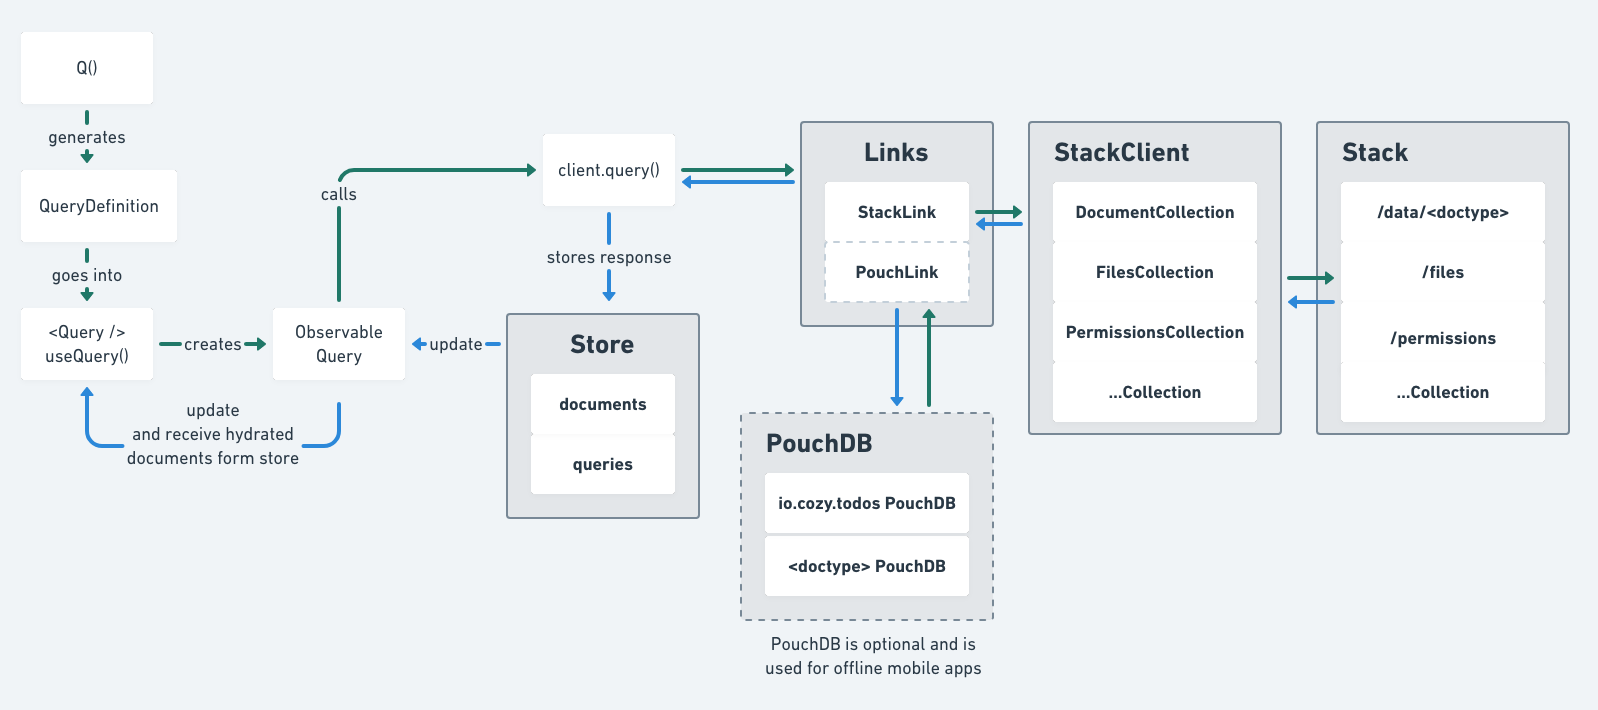 Q()
generates
QueryDefinition
goes into
<Query />
useQuery()
creates
Observable
Query
update
and receive hydrated
documents form store
calls
client.query()
stores response
update
Store
documents
queries
Links
StackLink
PouchLink
PouchDB
io.cozy.todos PouchDB
<doctype> PouchDB
PouchDB is optional and is
used for offline mobile apps
StackClient
DocumentCollection
FilesCollection
PermissionsCollection
...Collection
Stack
/data/<doctype>
/files
/permissions
...Collection